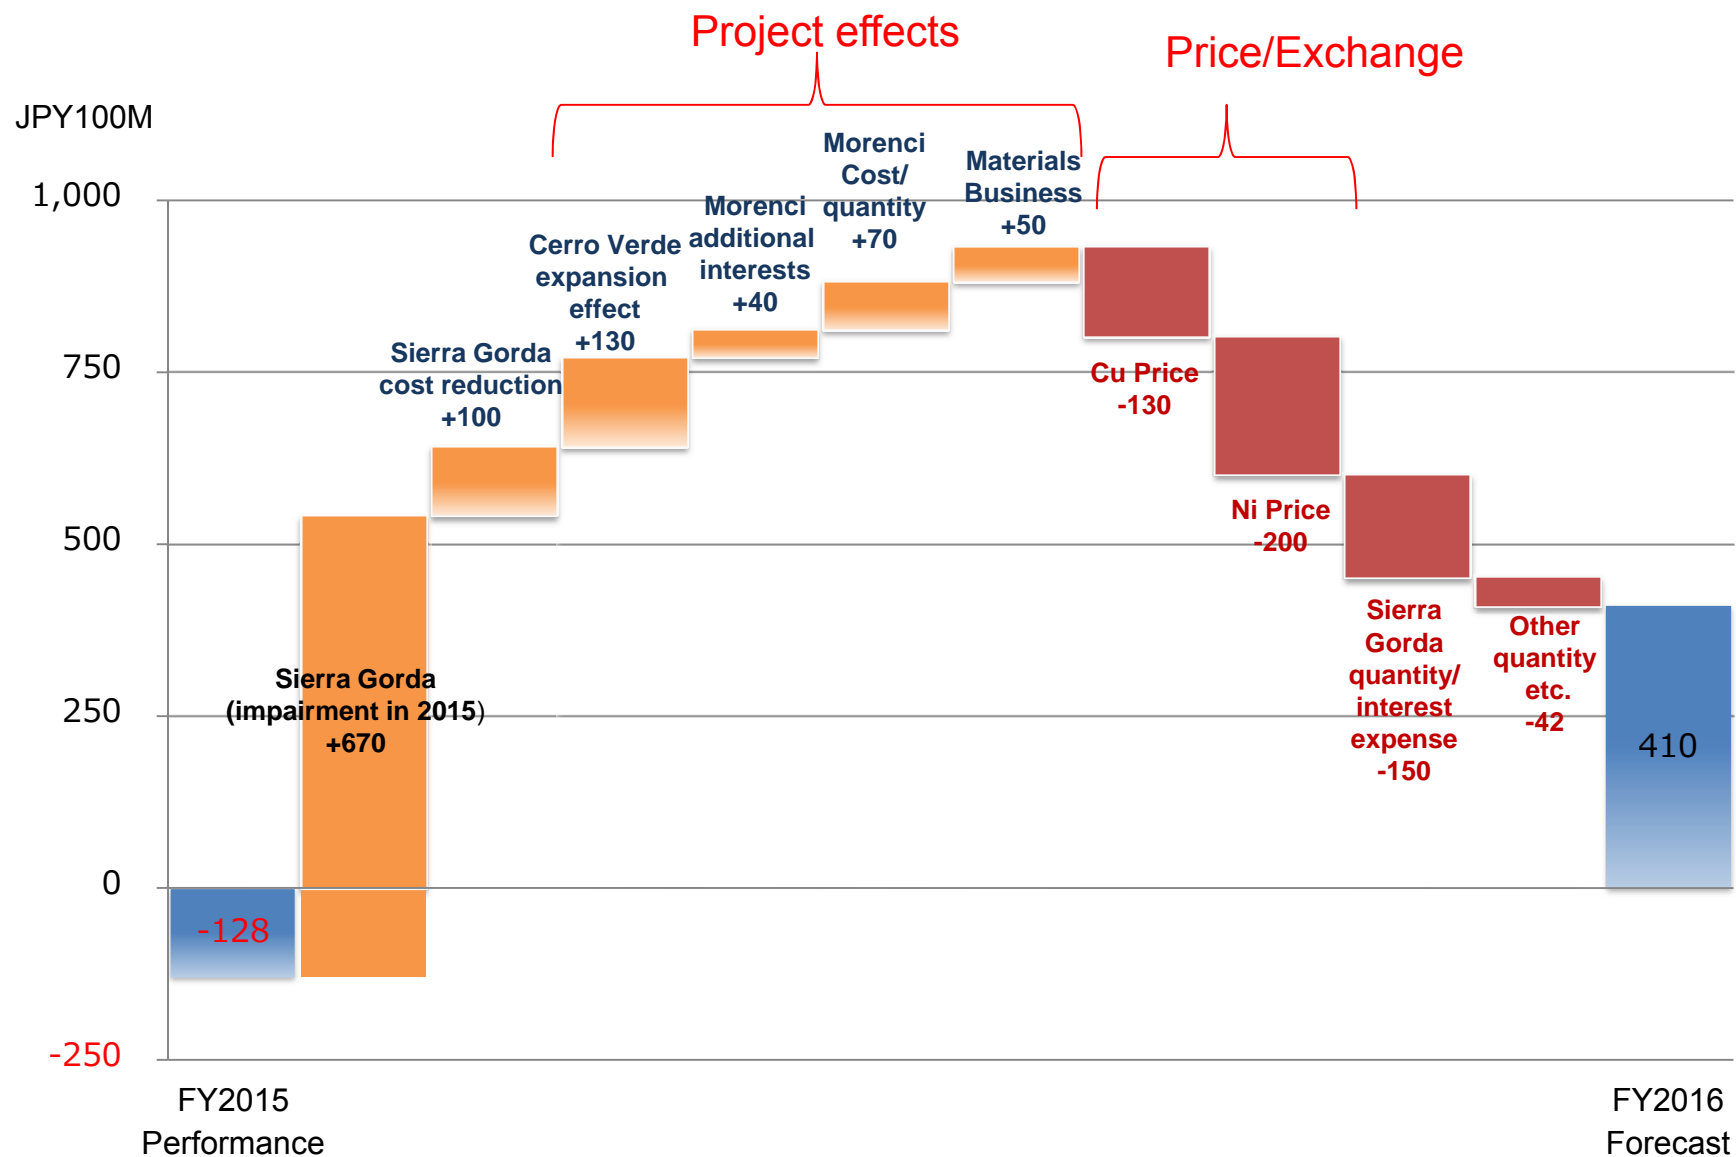 Project effects
Price/Exchange
JPY100M
1,000
750
500
250
0
-250
Sierra Gorda
(impairment in 2015)
+670
Sierra Gorda
cost reduction
+100
Cerro Verde
expansion
effect
+130
Morenci
additional
interests
+40
Morenci
Cost/
quantity
+70
Materials
Business
+50
Cu Price
-130
Ni Price
-200
Sierra
Gorda
quantity/
interest
expense
-150
Other
quantity
etc.
-42
-128
410
FY2015
Performance
FY2016
Forecast